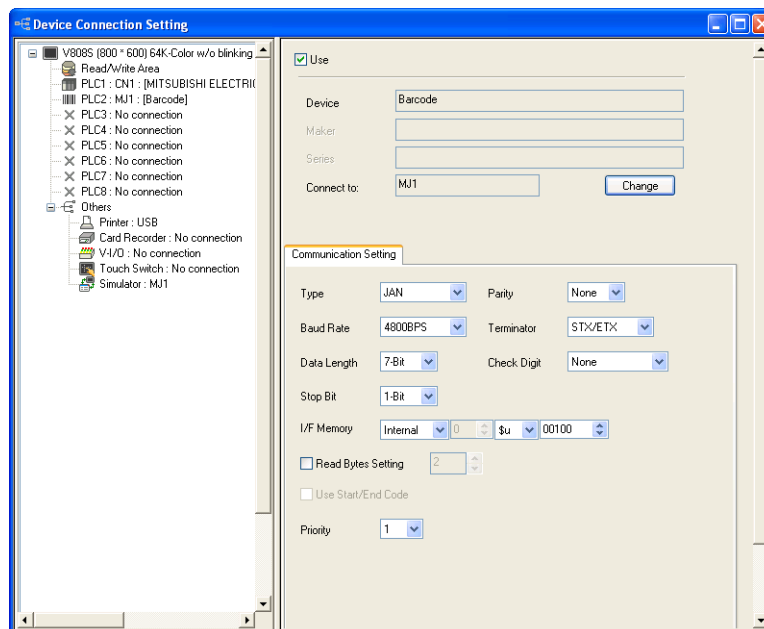 Device Connection Setting
V808S (800 * 600) 64K-Color w/o blinking
Read/Write Area
PLC1 : CN1 : [MITSUBISHI ELECTRI
PLC2 : MJ1 : [Barcode]
PLC3 : No connection
PLC4 : No connection
PLC5 : No connection
PLC6 : No connection
PLC7 : No connection
PLC8 : No connection
Others
Printer : USB
Card Recorder : No connection
V-I/O : No connection
Touch Switch : No connection
Simulator : MJ1
Use
Device Barcode
Maker
Series
Connect to: MJ1 Change
Communication Setting
Type JAN Parity None
Baud Rate 4800BPS Terminator STX/ETX
Data Length 7-Bit Check Digit None
Stop Bit 1-Bit
I/F Memory Internal 0 $u 00100
Read Bytes Setting 2
Use Start/End Code
Priority 1